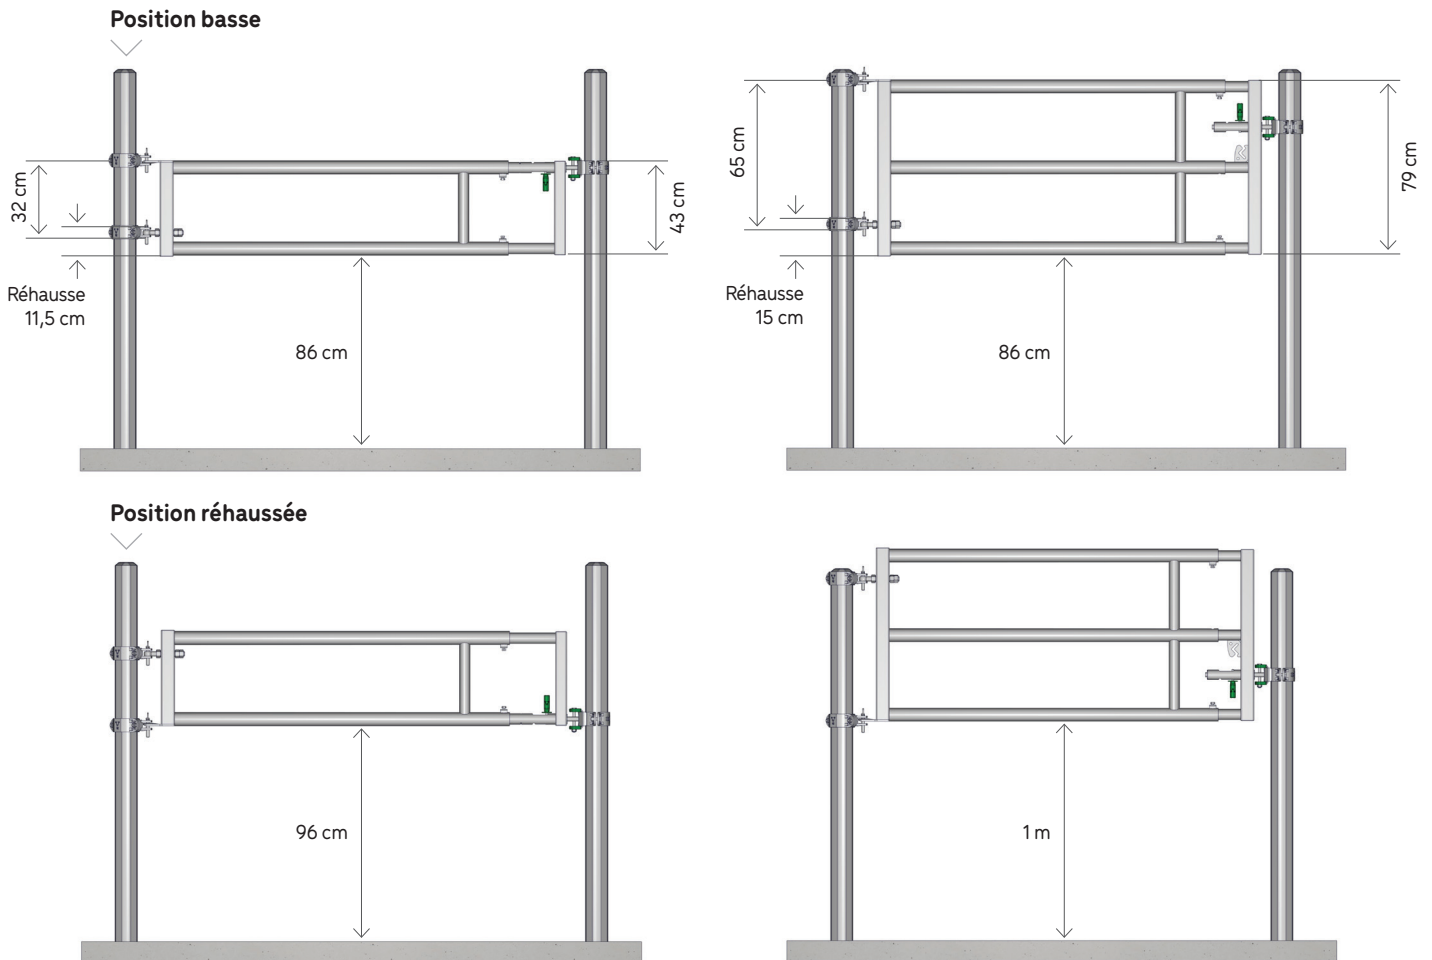 Position basse
32 cm
43 cm
Réhausse
11,5 cm
86 cm
65 cm
79 cm
Réhausse
15 cm
86 cm
Position réhaussée
96 cm
1 m